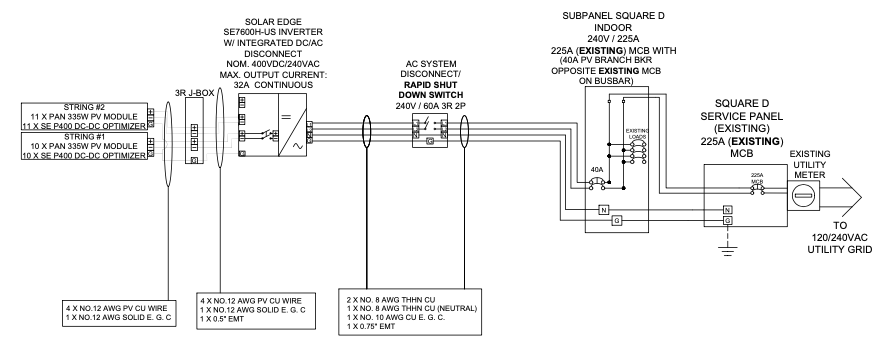 SOLAR EDGE
SE7600H-US INVERTER
W/ INTEGRATED DC/AC
DISCONNECT
NOM. 400VDC/240VAC
MAX. OUTPUT CURRENT:
32A CONTINUOUS
3R J-BOX
STRING #2
11 X PAN 335W PV MODULE
11 X SE P400 DC-DC OPTIMIZER
STRING #1
10 X PAN 335W PV MODULE
10 X SE P400 DC-DC OPTIMIZER
AC SYSTEM
DISCONNECT/
RAPID SHUT
DOWN SWITCH
240V / 60A 3R 2P
SUBPANEL SQUARE D
INDOOR
240V / 225A
225A (EXISTING) MCB WITH
(40A PV BRANCH BKR
OPPOSITE EXISTING MCB
ON BUSBAR)
EXISTING
LOADS
40A
N
G
SQUARE D
SERVICE PANEL
(EXISTING)
225A (EXISTING)
MCB
225A
MCB
N
G
EXISTING
UTILITY
METER
TO
120/240VAC
UTILITY GRID
4 X NO.12 AWG PV CU WIRE
1 X NO.12 AWG SOLID E. G. C
4 X NO.12 AWG PV CU WIRE
1 X NO.12 AWG SOLID E. G. C
1 X 0.5" EMT
2 X NO. 8 AWG THHN CU
1 X NO. 8 AWG THHN CU (NEUTRAL)
1 X NO. 10 AWG CU E. G. C.
1 X 0.75" EMT